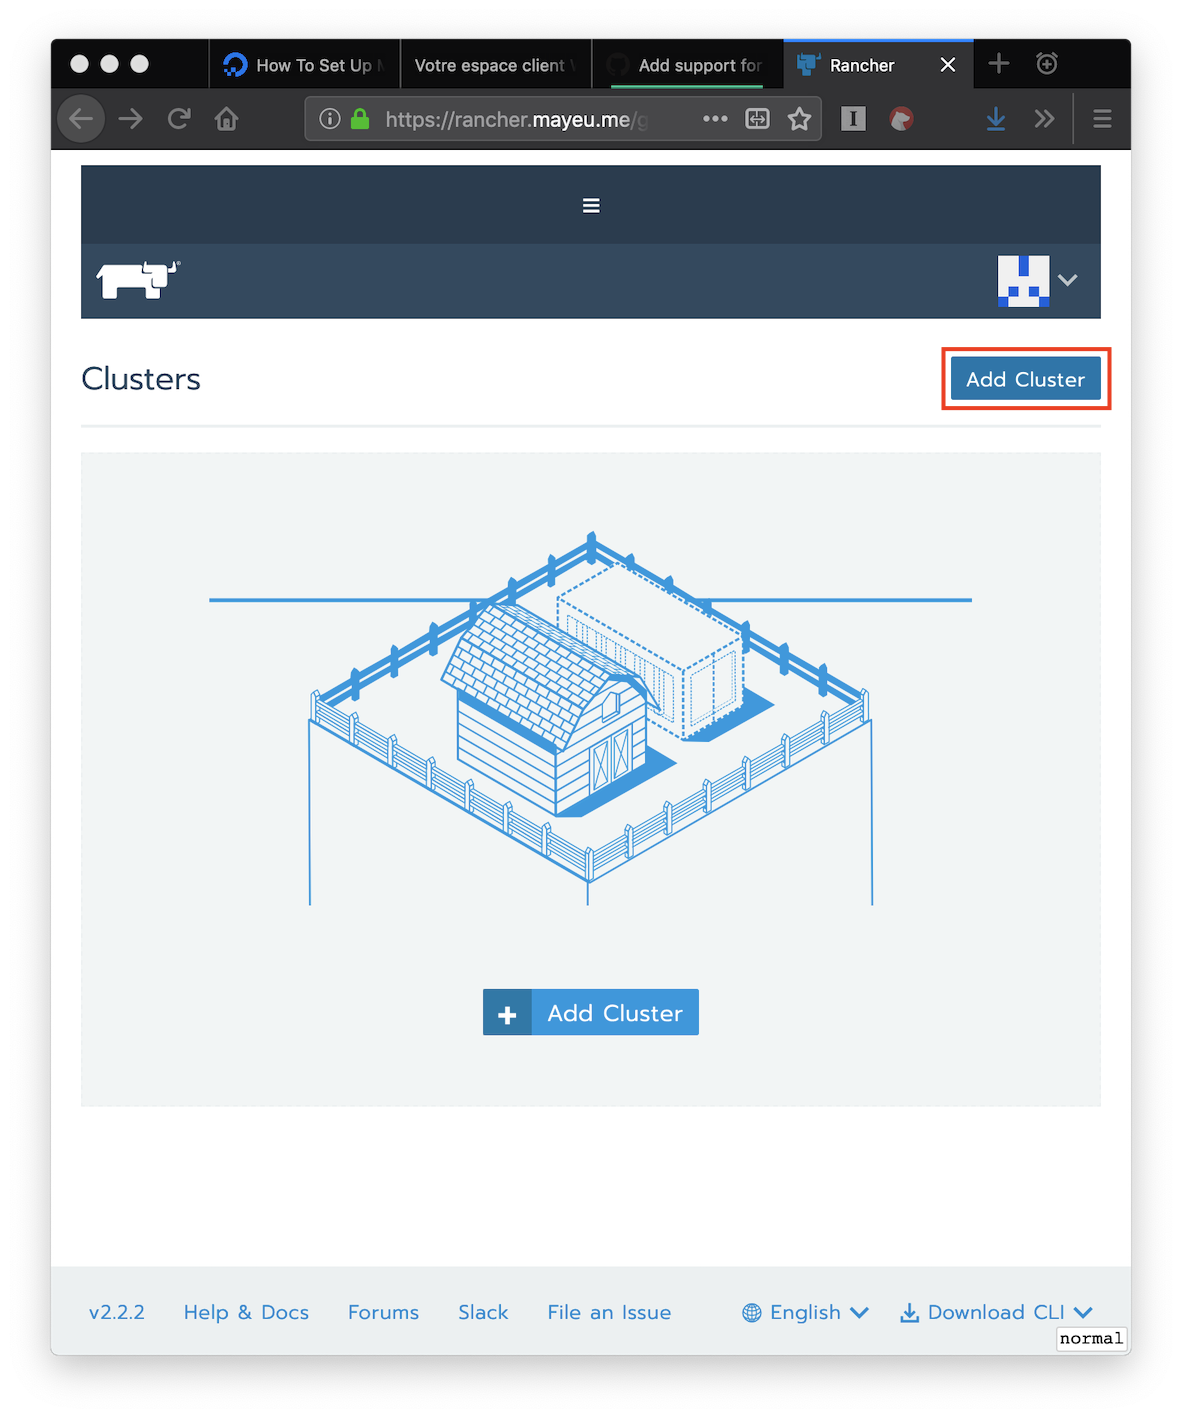 How To Set Up
Votre espace client
Add support for
Rancher
https://rancher.mayeu.me/g
Clusters
Add Cluster
Add Cluster
v2.2.2 Help & Docs Forums Slack File an Issue English Download CLI
normal